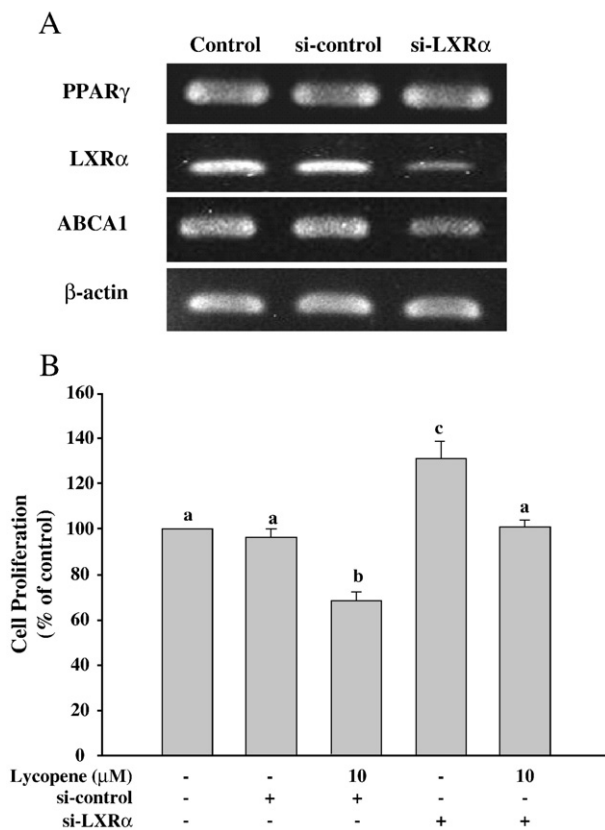 A
Control si-control si-LXRα
PPARγ
LXRα
ABCA1
β-actin
B
Cell Proliferation
(% of control)
160
140
120
100
80
60
40
20
0
a a b c a
Lycopene (μM) - - 10 - 10
si-control - + + - -
si-LXRα - - - + +